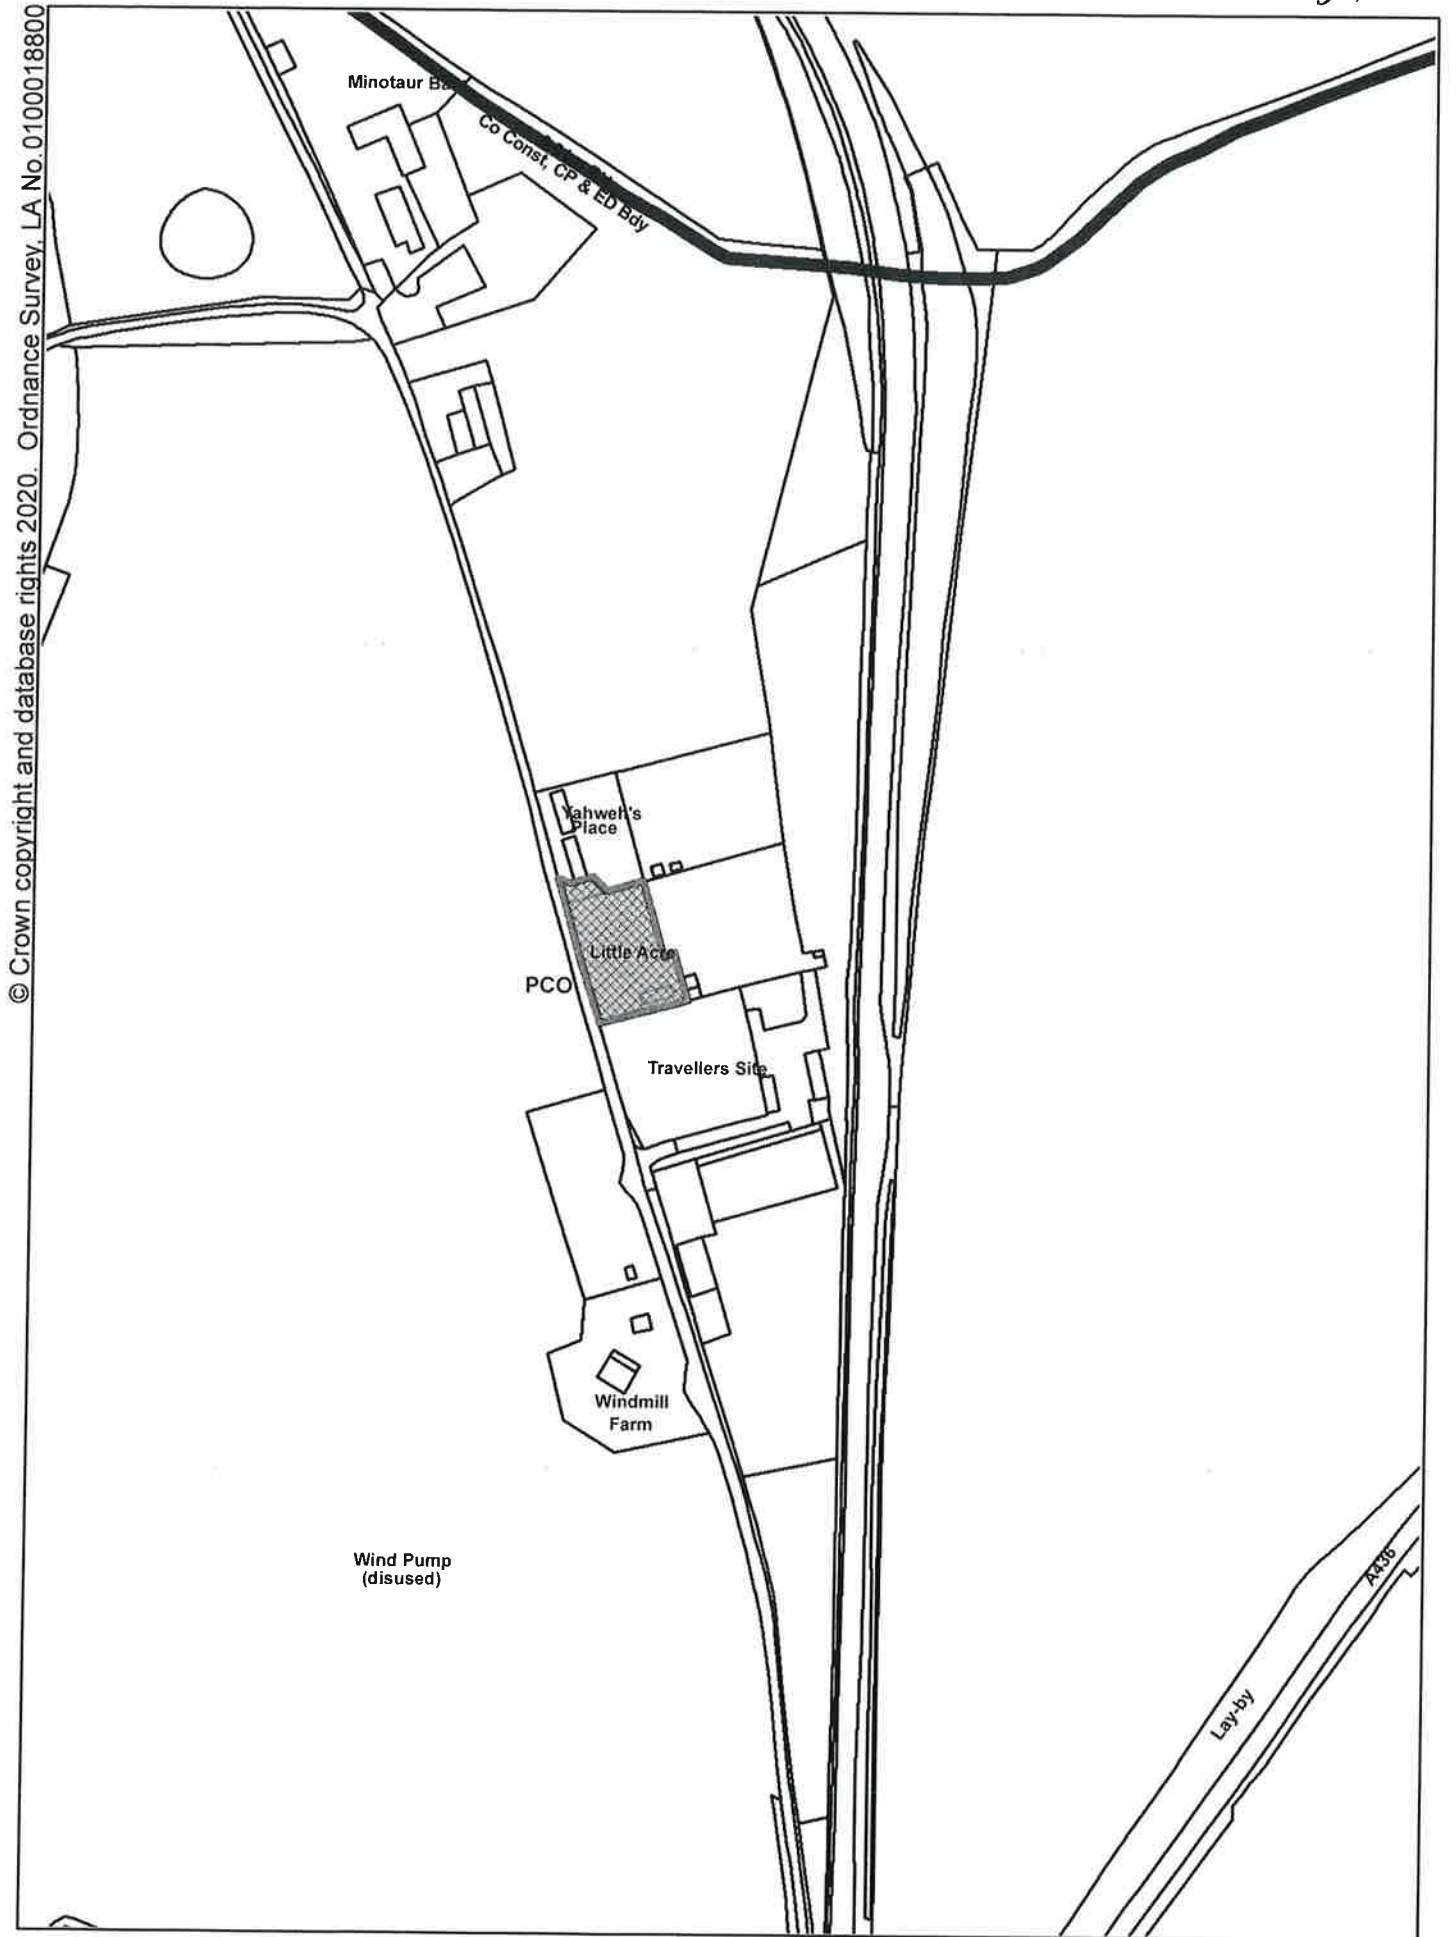 © Crown copyright and database rights 2020. Ordnance Survey, LA No. 0100018800
Minotaur
Co Const, CP & ED Bdy
Yahweh's
Place
Little Acre
PCO
Travellers Site
Windmill
Farm
Wind Pump
(disused)
A436
Lay-by